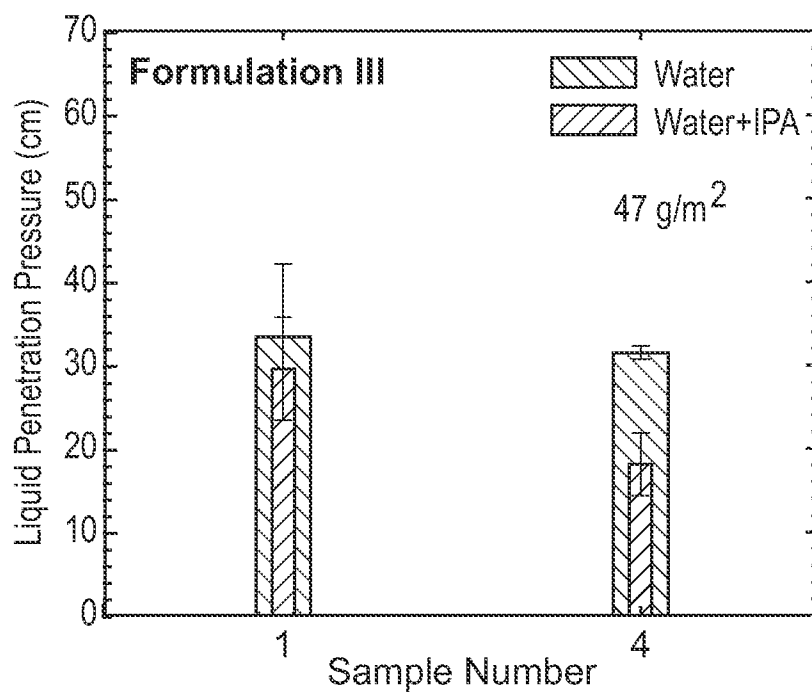 70
60
50
40
30
20
10
0
Liquid Penetration Pressure (cm)
Formulation III
Water
Water+IPA
47 g/m²
1
4
Sample Number